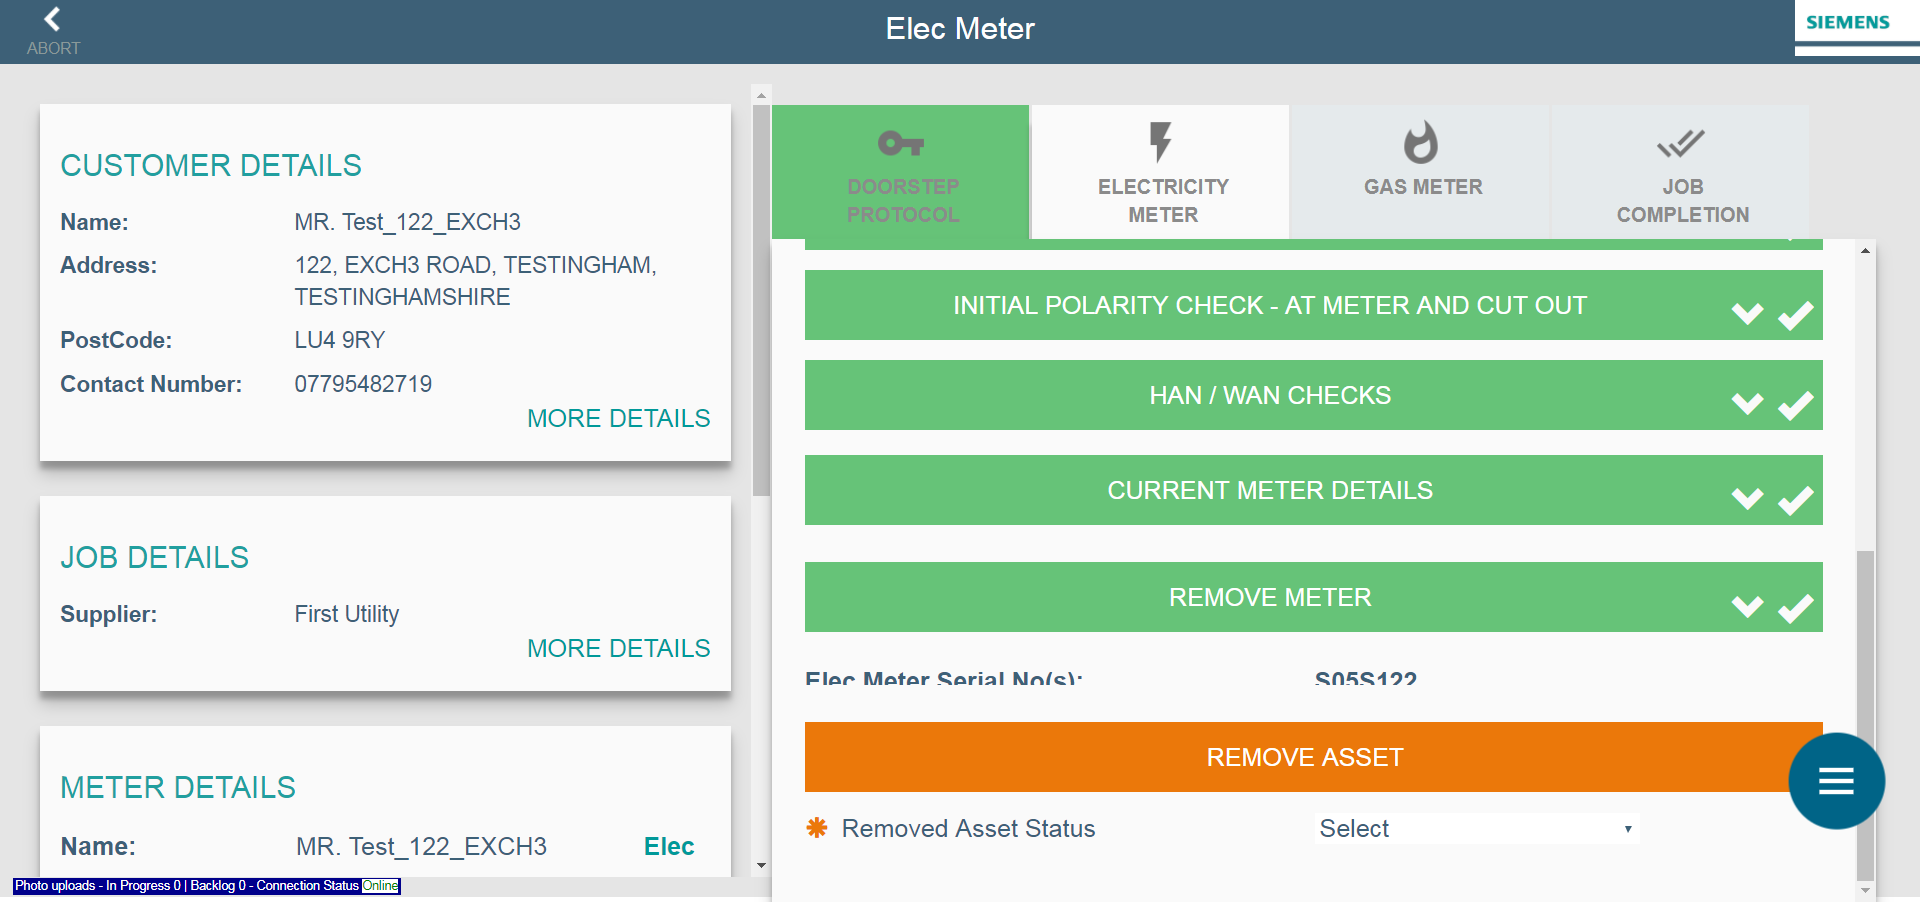 ABORT
Elec Meter
SIEMENS
CUSTOMER DETAILS
Name: MR. Test_122_EXCH3
Address: 122, EXCH3 ROAD, TESTINGHAM,
TESTINGHAMSHIRE
PostCode: LU4 9RY
Contact Number: 07795482719
MORE DETAILS
JOB DETAILS
Supplier: First Utility
MORE DETAILS
METER DETAILS
Name: MR. Test_122_EXCH3 Elec
Photo uploads - In Progress 0 | Backlog 0 - Connection Status Online
DOORSTEP
PROTOCOL
ELECTRICITY
METER
GAS METER
JOB
COMPLETION
INITIAL POLARITY CHECK - AT METER AND CUT OUT
HAN / WAN CHECKS
CURRENT METER DETAILS
REMOVE METER
Elec Meter Serial No(s): S05S122
REMOVE ASSET
✱ Removed Asset Status Select